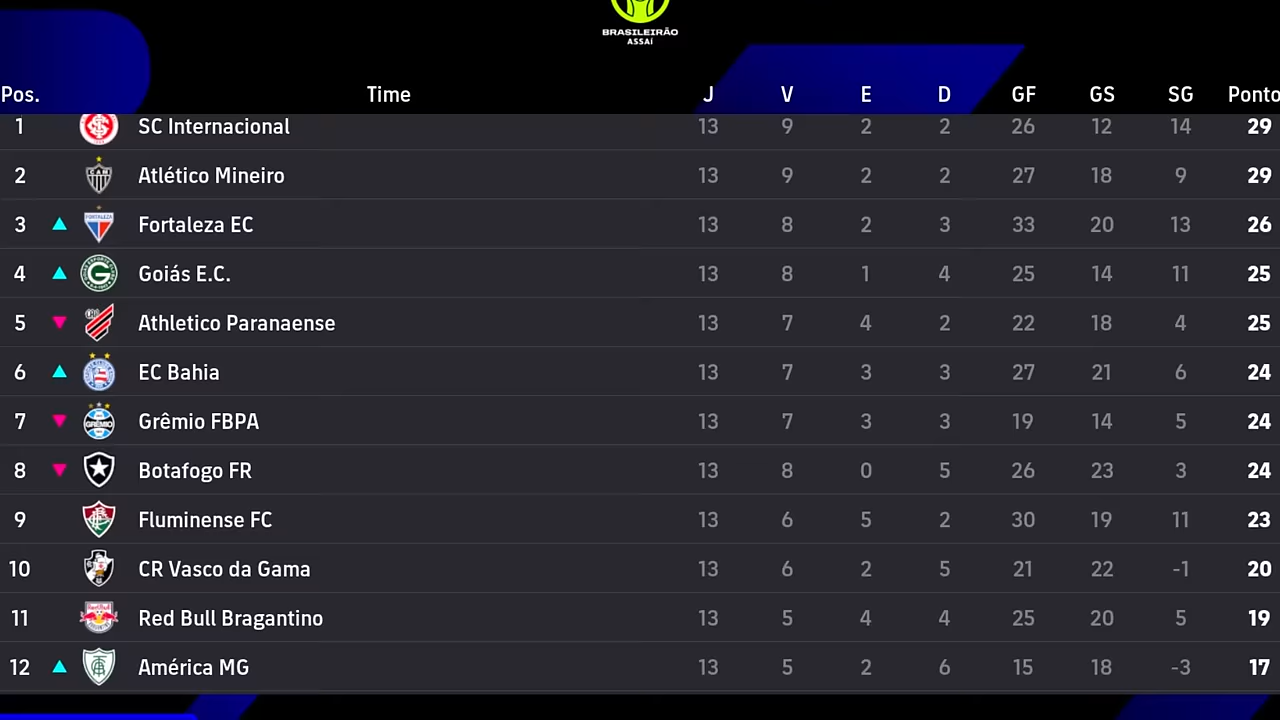 BRASILEIRÃO
ASSAÍ
Pos. Time J V E D GF GS SG Ponto
1 SC Internacional 13 9 2 2 26 12 14 29
2 Atlético Mineiro 13 9 2 2 27 18 9 29
3 Fortaleza EC 13 8 2 3 33 20 13 26
4 Goiás E.C. 13 8 1 4 25 14 11 25
5 Athletico Paranaense 13 7 4 2 22 18 4 25
6 EC Bahia 13 7 3 3 27 21 6 24
7 Grêmio FBPA 13 7 3 3 19 14 5 24
8 Botafogo FR 13 8 0 5 26 23 3 24
9 Fluminense FC 13 6 5 2 30 19 11 23
10 CR Vasco da Gama 13 6 2 5 21 22 -1 20
11 Red Bull Bragantino 13 5 4 4 25 20 5 19
12 América MG 13 5 2 6 15 18 -3 17